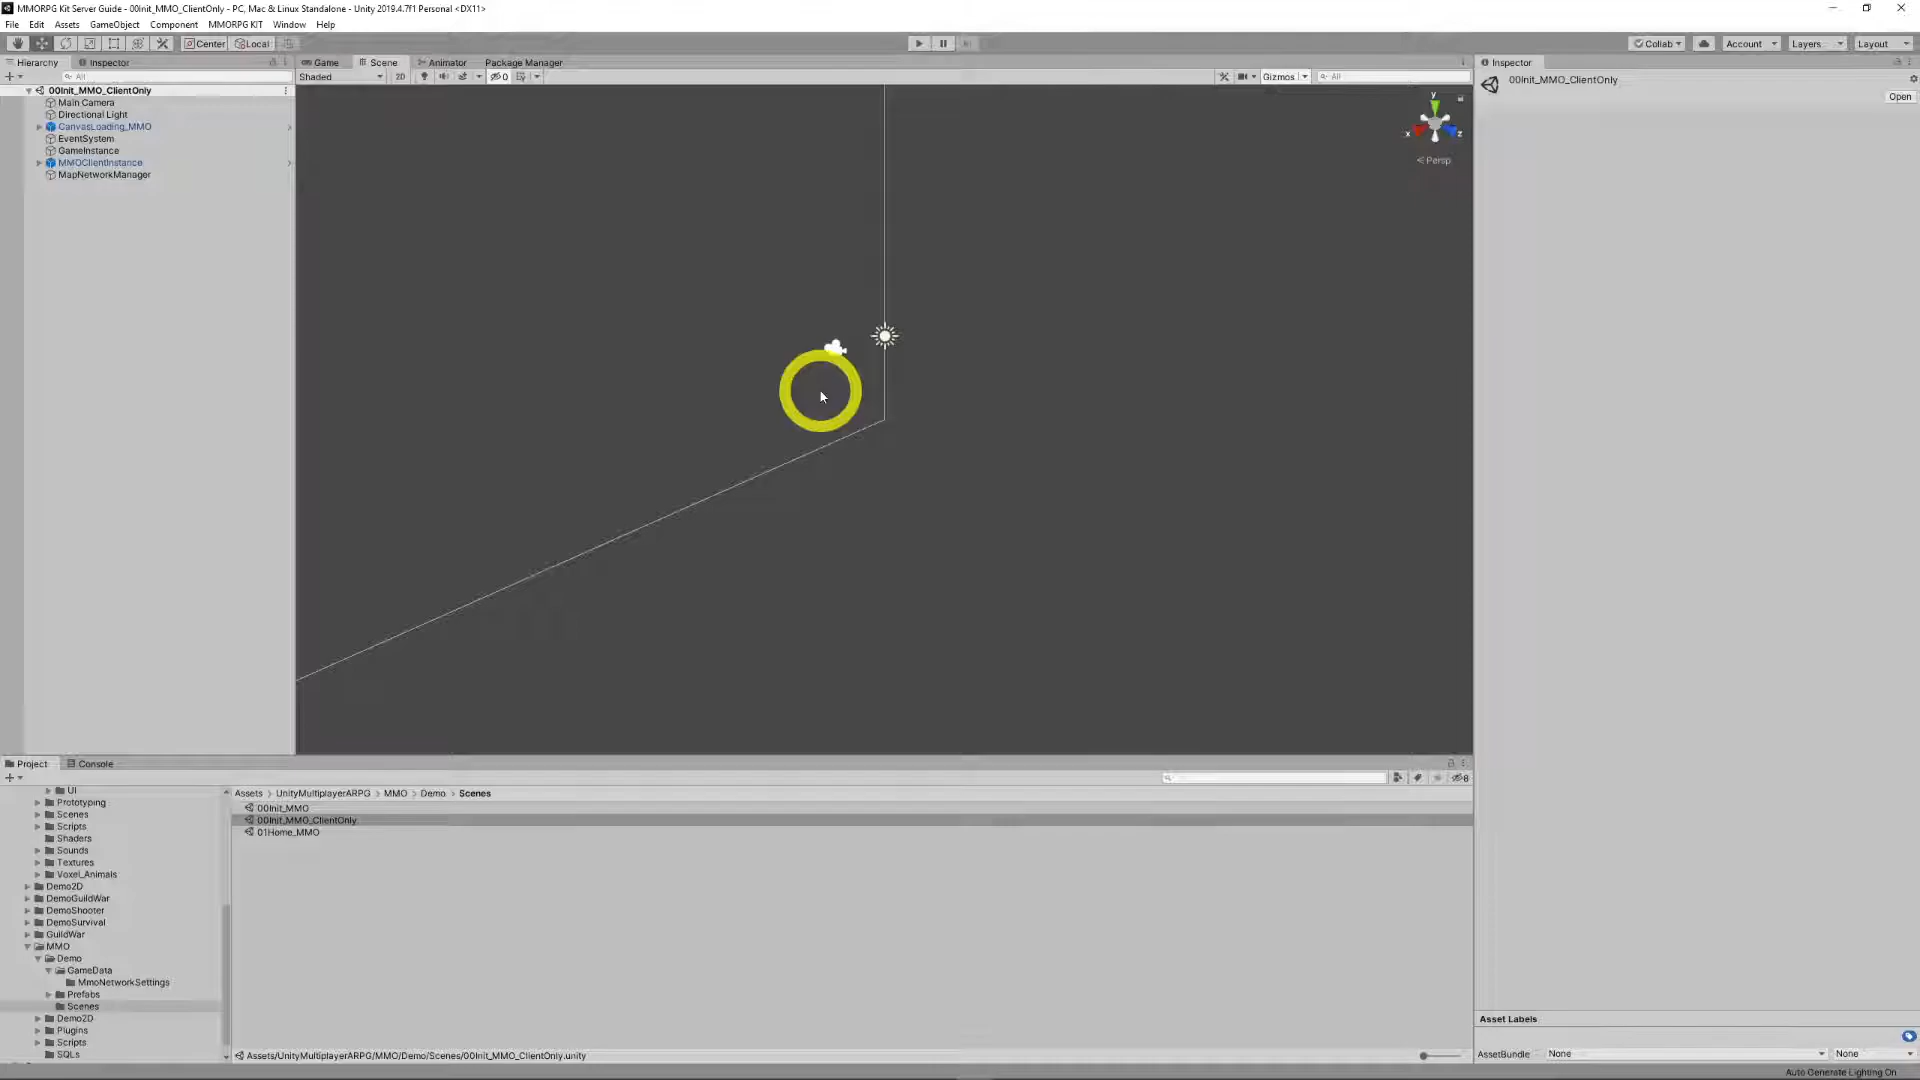 MMORPG Kit Server Guide - 00Init_MMO_ClientOnly - PC, Mac & Linux Standalone - Unity 2019.4.7f1 Personal <DX11>
File Edit Assets GameObject Component MMORPG KIT Window Help
Center Local Collab Account Layers Layout
Hierarchy Inspector
All
00Init_MMO_ClientOnly
Main Camera
Directional Light
CanvasLoading_MMO
EventSystem
GameInstance
MMOClientInstance
MapNetworkManager
Game Scene Animator Package Manager
Shaded 2D 0 Gizmos All
y
x z
Persp
Inspector
00Init_MMO_ClientOnly
Open
Project Console
8
UI
Prototyping
Scenes
Scripts
Shaders
Sounds
Textures
Voxel_Animals
Demo2D
DemoGuildWar
DemoShooter
DemoSurvival
GuildWar
MMO
Demo
GameData
MmoNetworkSettings
Prefabs
Scenes
Demo2D
Plugins
Scripts
SQLs
Assets > UnityMultiplayerARPG > MMO > Demo > Scenes
00Init_MMO
00Init_MMO_ClientOnly
01Home_MMO
Assets/UnityMultiplayerARPG/MMO/Demo/Scenes/00Init_MMO_ClientOnly.unity
Asset Labels
AssetBundle None None
Auto Generate Lighting On